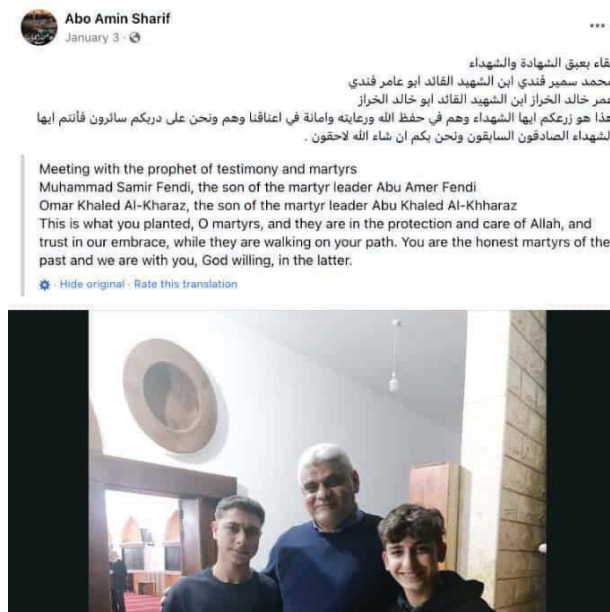 Abo Amin Sharif
January 3 ·
بعبق الشهادة والشهداء
محمد سمير فندي ابن الشهيد القائد ابو عامر فندي
عمر خالد الخراز ابن الشهيد القائد ابو خالد الخراز
هذا هو زرعكم ايها الشهداء وهم في حفظ الله ورعايته وامانة في اعناقنا وهم ونحن على دربكم سائرون فأنتم ايها
الشهداء الصادقون السابقون ونحن بكم ان شاء الله لاحقون .
Meeting with the prophet of testimony and martyrs
Muhammad Samir Fendi, the son of the martyr leader Abu Amer Fendi
Omar Khaled Al-Kharaz, the son of the martyr leader Abu Khaled Al-Khharaz
This is what you planted, O martyrs, and they are in the protection and care of Allah, and
trust in our embrace, while they are walking on your path. You are the honest martyrs of the
past and we are with you, God willing, in the latter.
· Hide original · Rate this translation